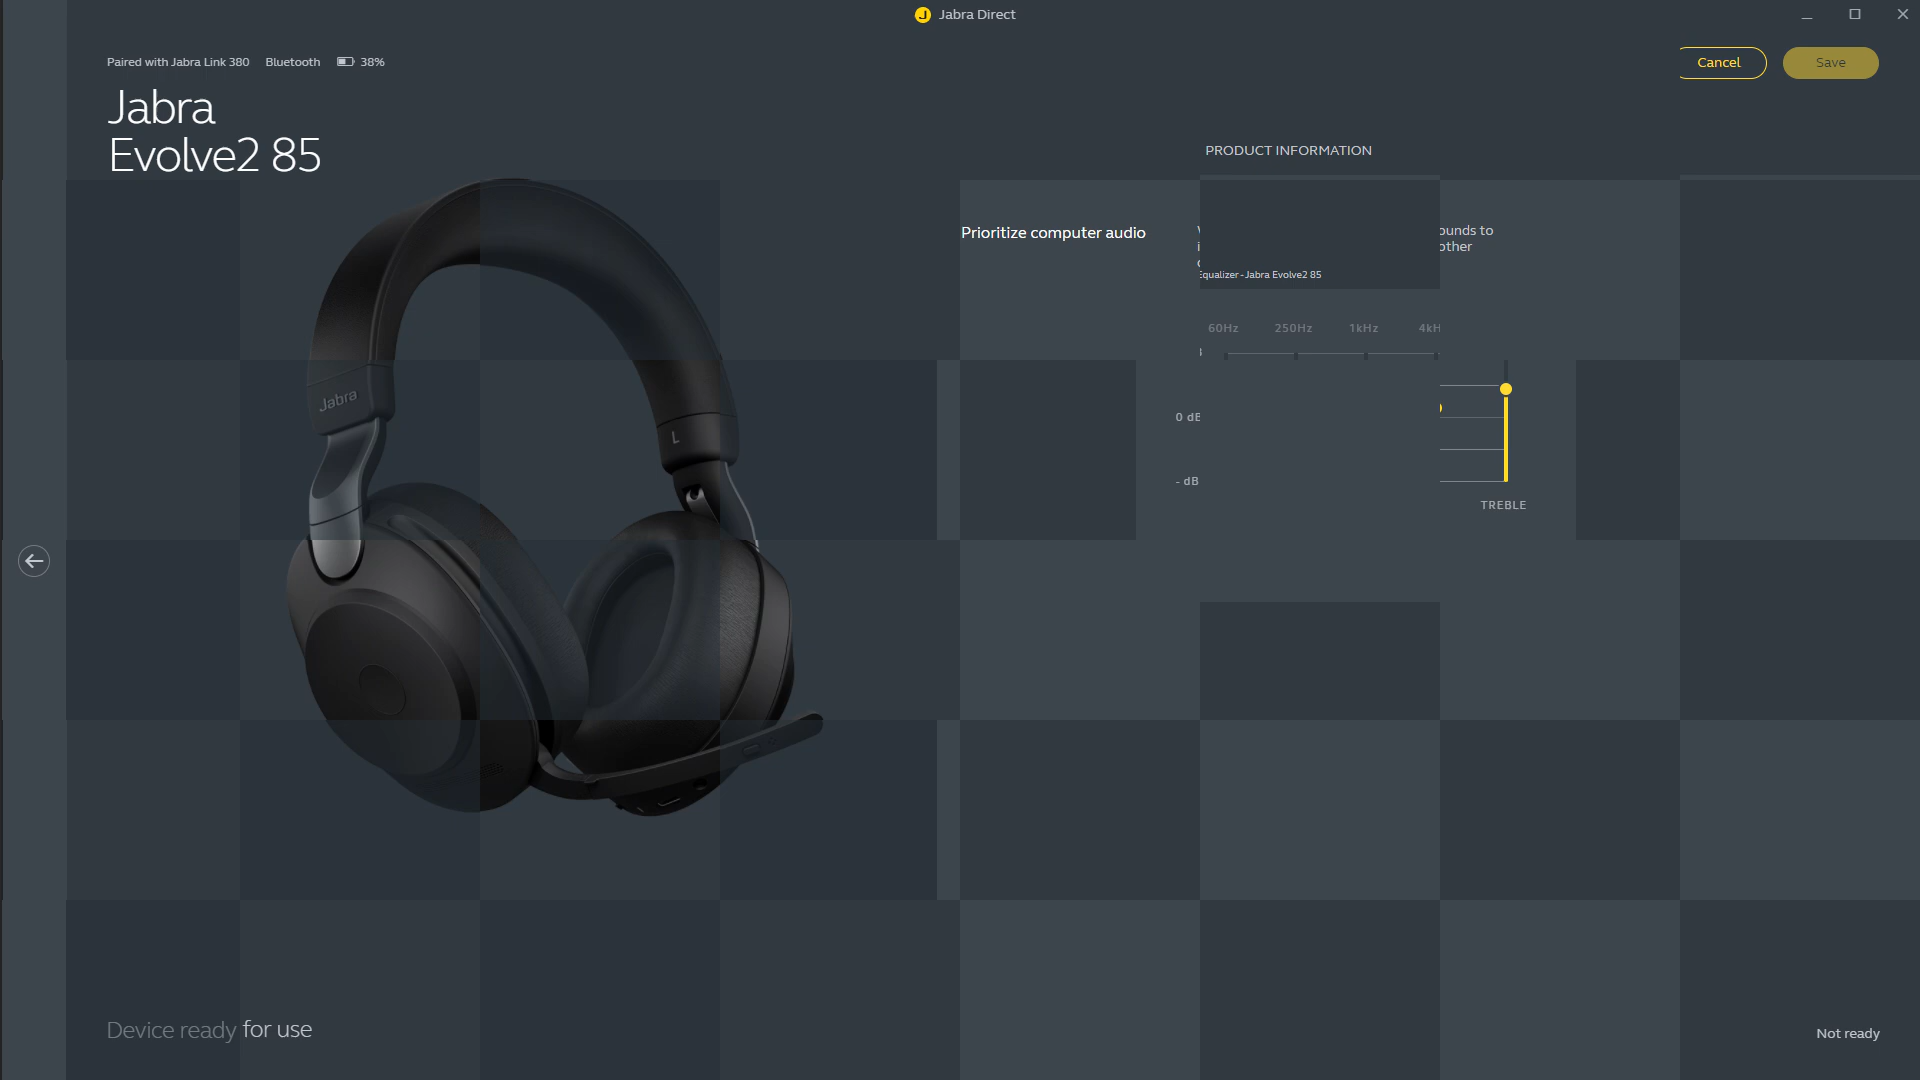 Jabra Direct
Paired with Jabra Link 380 Bluetooth 38%
Cancel
Save
Jabra
Evolve2 85
PRODUCT INFORMATION
Prioritize computer audio
ounds to
other
Equalizer - Jabra Evolve2 85
60Hz 250Hz 1kHz 4kH
Jabra
L
0 dB
- dB
TREBLE
Device ready for use
Not ready